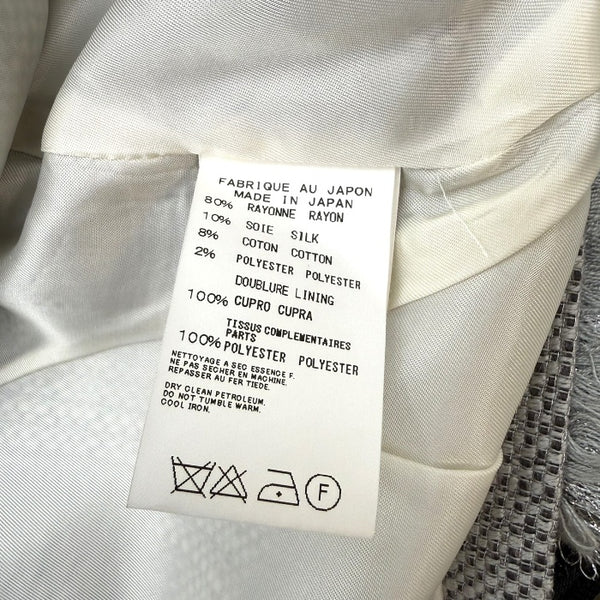 FABRIQUE AU JAPON
MADE IN JAPAN
80% RAYONNE RAYON
10% SOIE SILK
8% COTON COTTON
2% POLYESTER POLYESTER
DOUBLURE LINING
100% CUPRO CUPRA
TISSUS COMPLEMENTAIRES
PARTS
100% POLYESTER POLYESTER
NETTOYAGE A SEC ESSENCE F.
NE PAS SECHER EN MACHINE.
REPASSER AU FER TIEDE.
DRY CLEAN PETROLEUM.
DO NOT TUMBLE WARM.
COOL IRON.
F